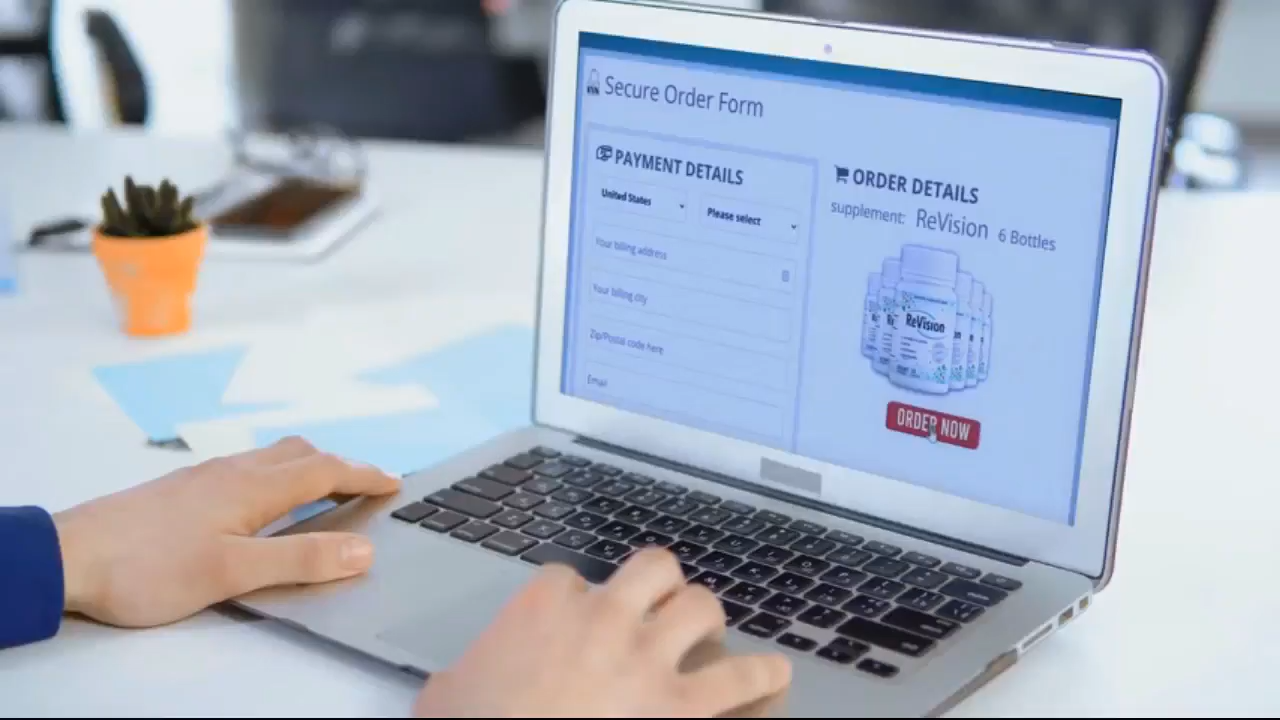 Secure Order Form
PAYMENT DETAILS
United States
Please select
Your billing address
Your billing city
Zip/Postal code here
Email
ORDER DETAILS
supplement: ReVision 6 Bottles
ReVision
ORDER NOW